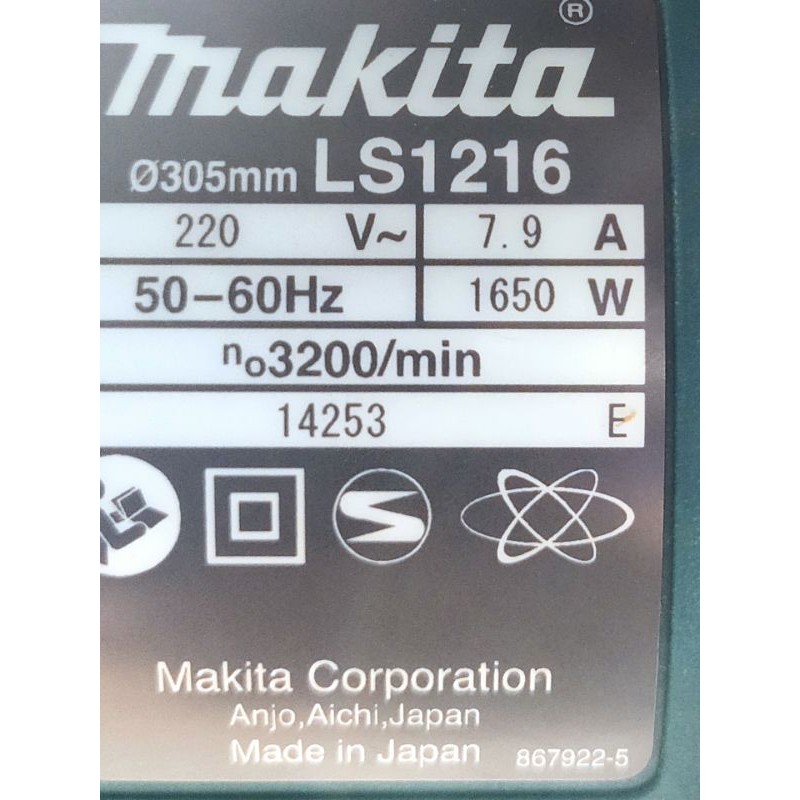 makita®
Ø305mm LS1216
220 V~ 7.9 A
50-60Hz 1650 W
no3200/min
14253 E
Makita Corporation
Anjo,Aichi,Japan
Made in Japan 867922-5